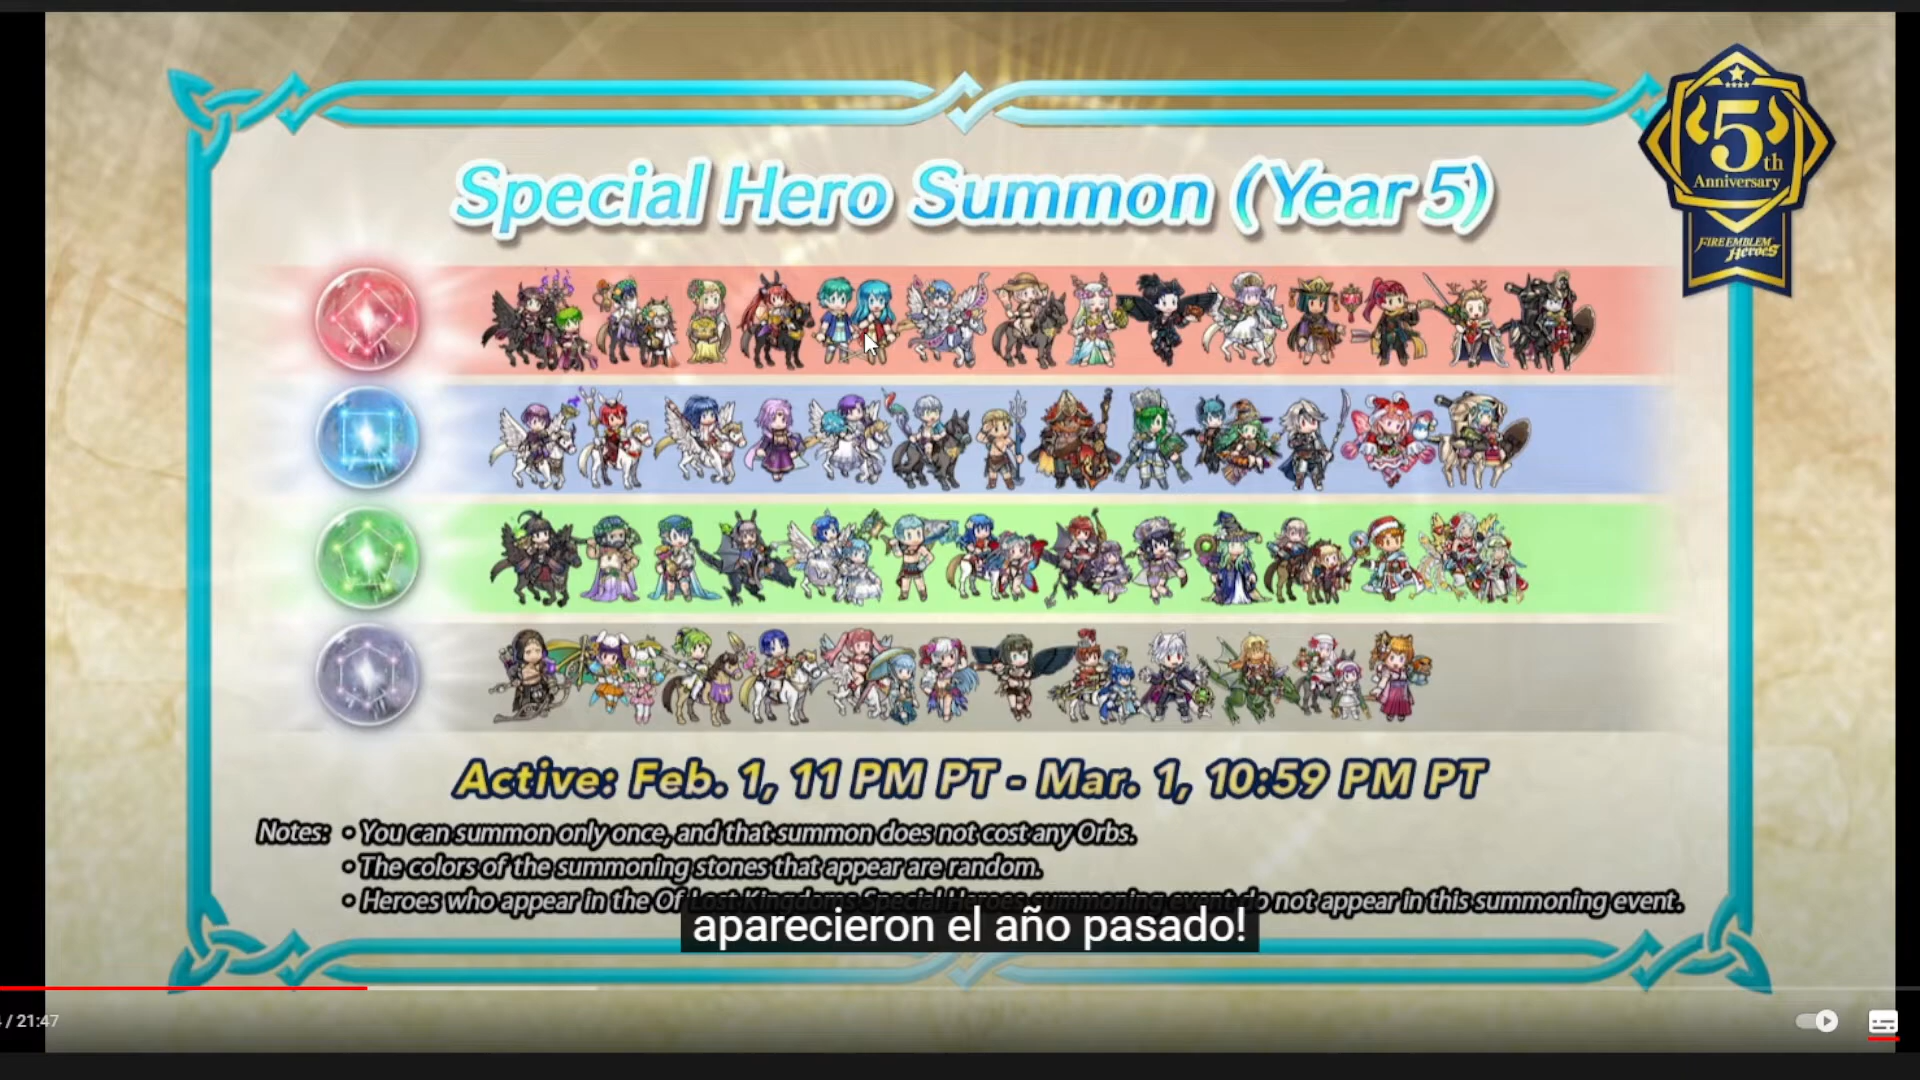 5th
Anniversary
FIRE EMBLEM
Heroes
Special Hero Summon (Year 5)
Active: Feb. 1, 11 PM PT - Mar. 1, 10:59 PM PT
Notes: • You can summon only once, and that summon does not cost any Orbs.
• The colors of the summoning stones that appear are random.
• Heroes who appear in the Of Lost Kingdoms Special Heroes summoning event do not appear in this summoning event.
aparecieron el año pasado!
/ 21:47